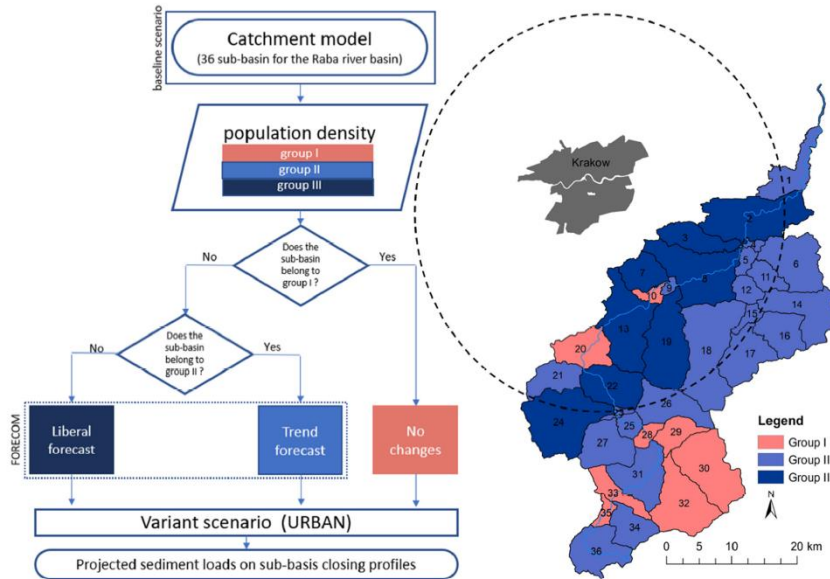 baseline scenario
Catchment model
(36 sub-basin for the Raba river basin)
population density
group I
group II
group III
Does the
sub-basin
belong to
group I ?
No
Yes
Does the
sub-basin
belong to
group II ?
No
Yes
FORECOM
Liberal
forecast
Trend
forecast
No
changes
Variant scenario (URBAN)
Projected sediment loads on sub-basis closing profiles
Krakow
1
2
3
5
6
7
8
9
0
11
12
13
14
15
16
17
18
19
20
21
22
24
25
26
27
28
29
30
31
32
33
34
35
36
Legend
Group I
Group II
Group II
N
0
5
10
20 km